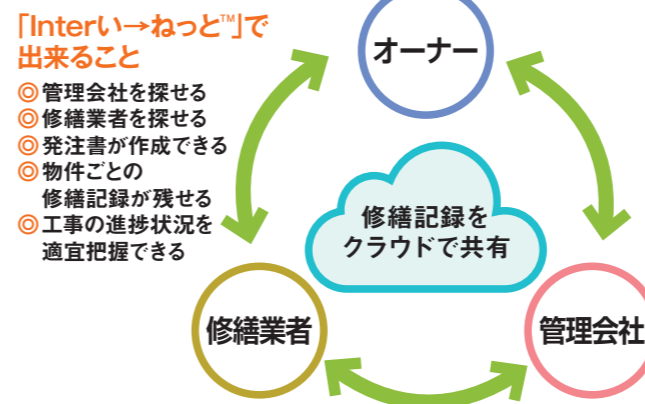 「Interい→ねっと™」で
出来ること
◎管理会社を探せる
◎修繕業者を探せる
◎発注書が作成できる
◎物件ごとの
修繕記録が残せる
◎工事の進捗状況を
適宜把握できる
オーナー
修繕記録を
クラウドで共有
修繕業者
管理会社